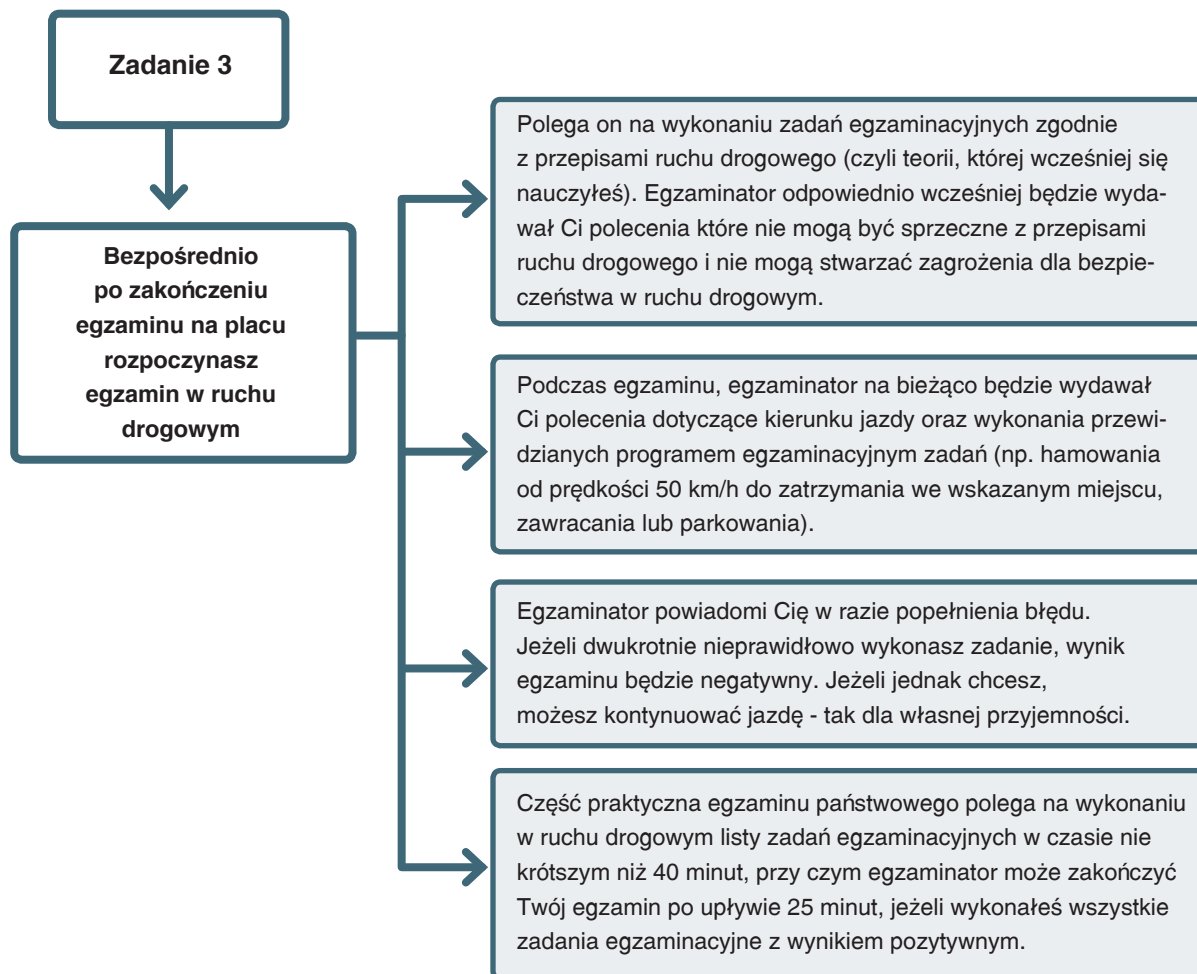 Zadanie 3
Bezpośrednio
po zakończeniu
egzaminu na placu
rozpoczynasz
egzamin w ruchu
drogowym
Polega on na wykonaniu zadań egzaminacyjnych zgodnie
z przepisami ruchu drogowego (czyli teorii, której wcześniej się
nauczyłeś). Egzaminator odpowiednio wcześniej będzie wyda-
wał Ci polecenia które nie mogą być sprzeczne z przepisami
ruchu drogowego i nie mogą stwarzać zagrożenia dla bezpie-
czeństwa w ruchu drogowym.
Podczas egzaminu, egzaminator na bieżąco będzie wydawał
Ci polecenia dotyczące kierunku jazdy oraz wykonania przewi-
dzianych programem egzaminacyjnym zadań (np. hamowania
od prędkości 50 km/h do zatrzymania we wskazanym miejscu,
zawracania lub parkowania).
Egzaminator powiadomi Cię w razie popełnienia błędu.
Jeżeli dwukrotnie nieprawidłowo wykonasz zadanie, wynik
egzaminu będzie negatywny. Jeżeli jednak chcesz,
możesz kontynuować jazdę - tak dla własnej przyjemności.
Część praktyczna egzaminu państwowego polega na wykonaniu
w ruchu drogowym listy zadań egzaminacyjnych w czasie nie
krótszym niż 40 minut, przy czym egzaminator może zakończyć
Twój egzamin po upływie 25 minut, jeżeli wykonałeś wszystkie
zadania egzaminacyjne z wynikiem pozytywnym.